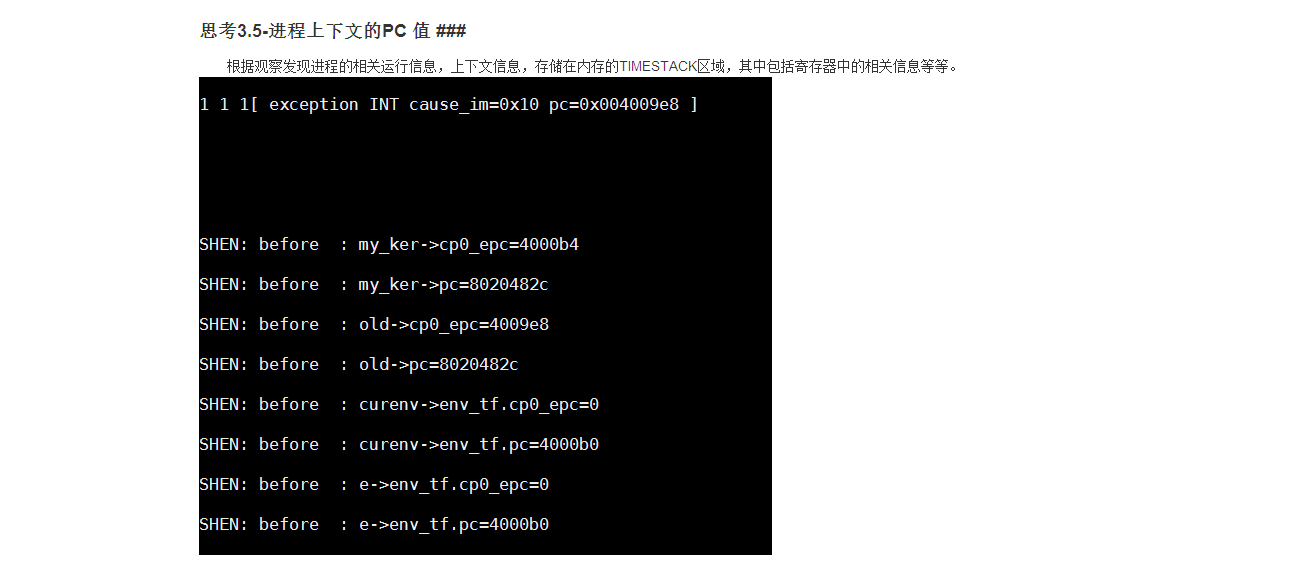 思考3.5-进程上下文的PC 值 ###
根据观察发现进程的相关运行信息，上下文信息，存储在内存的TIMESTACK区域，其中包括寄存器中的相关信息等等。
1 1 1[ exception INT cause_im=0x10 pc=0x004009e8 ]
SHEN: before  : my_ker->cp0_epc=4000b4
SHEN: before  : my_ker->pc=8020482c
SHEN: before  : old->cp0_epc=4009e8
SHEN: before  : old->pc=8020482c
SHEN: before  : curenv->env_tf.cp0_epc=0
SHEN: before  : curenv->env_tf.pc=4000b0
SHEN: before  : e->env_tf.cp0_epc=0
SHEN: before  : e->env_tf.pc=4000b0